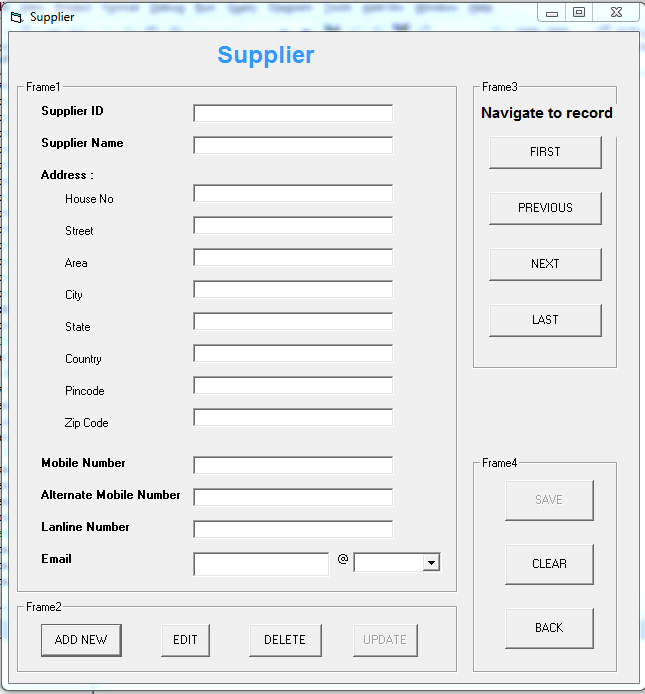 Supplier
Supplier
Frame1
Supplier ID
Supplier Name
Address :
House No
Street
Area
City
State
Country
Pincode
Zip Code
Mobile Number
Alternate Mobile Number
Lanline Number
Email @
Frame2
ADD NEW EDIT DELETE UPDATE
Frame3
Navigate to record
FIRST
PREVIOUS
NEXT
LAST
Frame4
SAVE
CLEAR
BACK